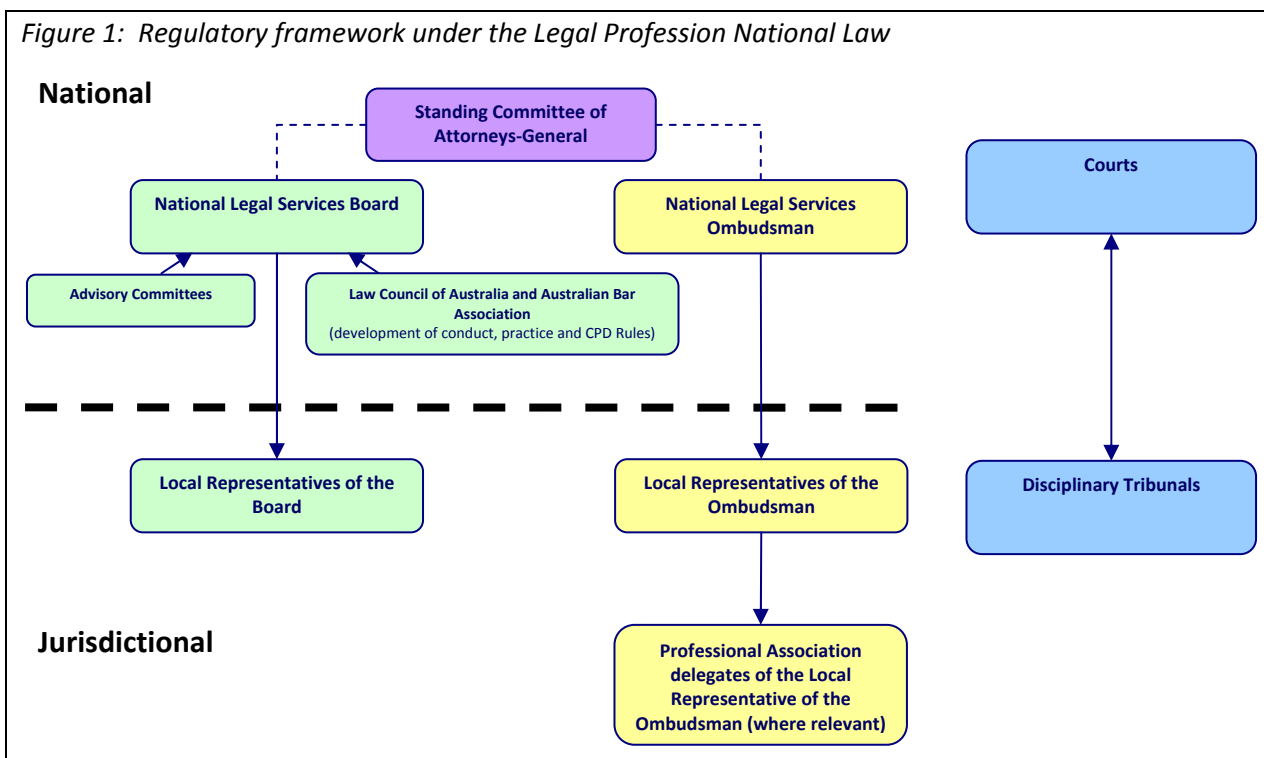 Figure 1: Regulatory framework under the Legal Profession National Law
National
Standing Committee of
Attorneys-General
Courts
National Legal Services Board
National Legal Services
Ombudsman
Advisory Committees
Law Council of Australia and Australian Bar
Association
(development of conduct, practice and CPD Rules)
Local Representatives of the
Board
Local Representatives of the
Ombudsman
Disciplinary Tribunals
Jurisdictional
Professional Association
delegates of the Local
Representative of the
Ombudsman (where relevant)